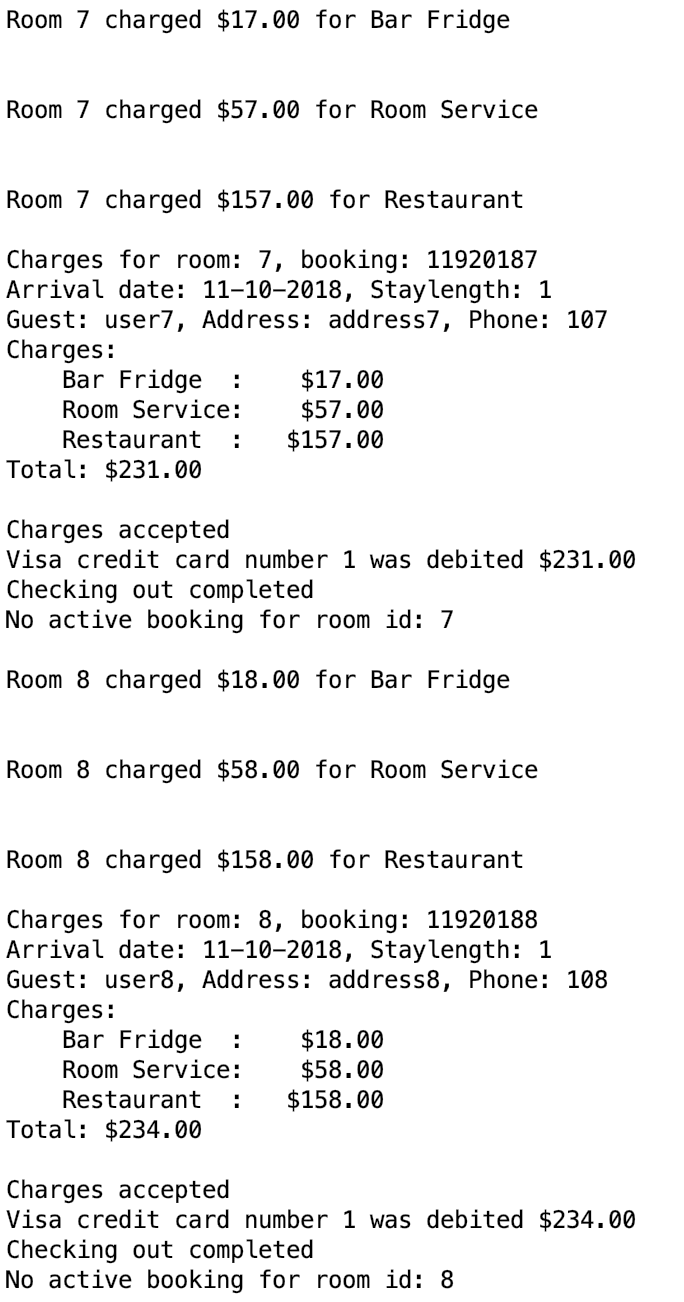 Room 7 charged $17.00 for Bar Fridge
Room 7 charged $57.00 for Room Service
Room 7 charged $157.00 for Restaurant
Charges for room: 7, booking: 11920187
Arrival date: 11-10-2018, Staylength: 1
Guest: user7, Address: address7, Phone: 107
Charges:
    Bar Fridge  :    $17.00
    Room Service:    $57.00
    Restaurant  :   $157.00
Total: $231.00
Charges accepted
Visa credit card number 1 was debited $231.00
Checking out completed
No active booking for room id: 7
Room 8 charged $18.00 for Bar Fridge
Room 8 charged $58.00 for Room Service
Room 8 charged $158.00 for Restaurant
Charges for room: 8, booking: 11920188
Arrival date: 11-10-2018, Staylength: 1
Guest: user8, Address: address8, Phone: 108
Charges:
    Bar Fridge  :    $18.00
    Room Service:    $58.00
    Restaurant  :   $158.00
Total: $234.00
Charges accepted
Visa credit card number 1 was debited $234.00
Checking out completed
No active booking for room id: 8